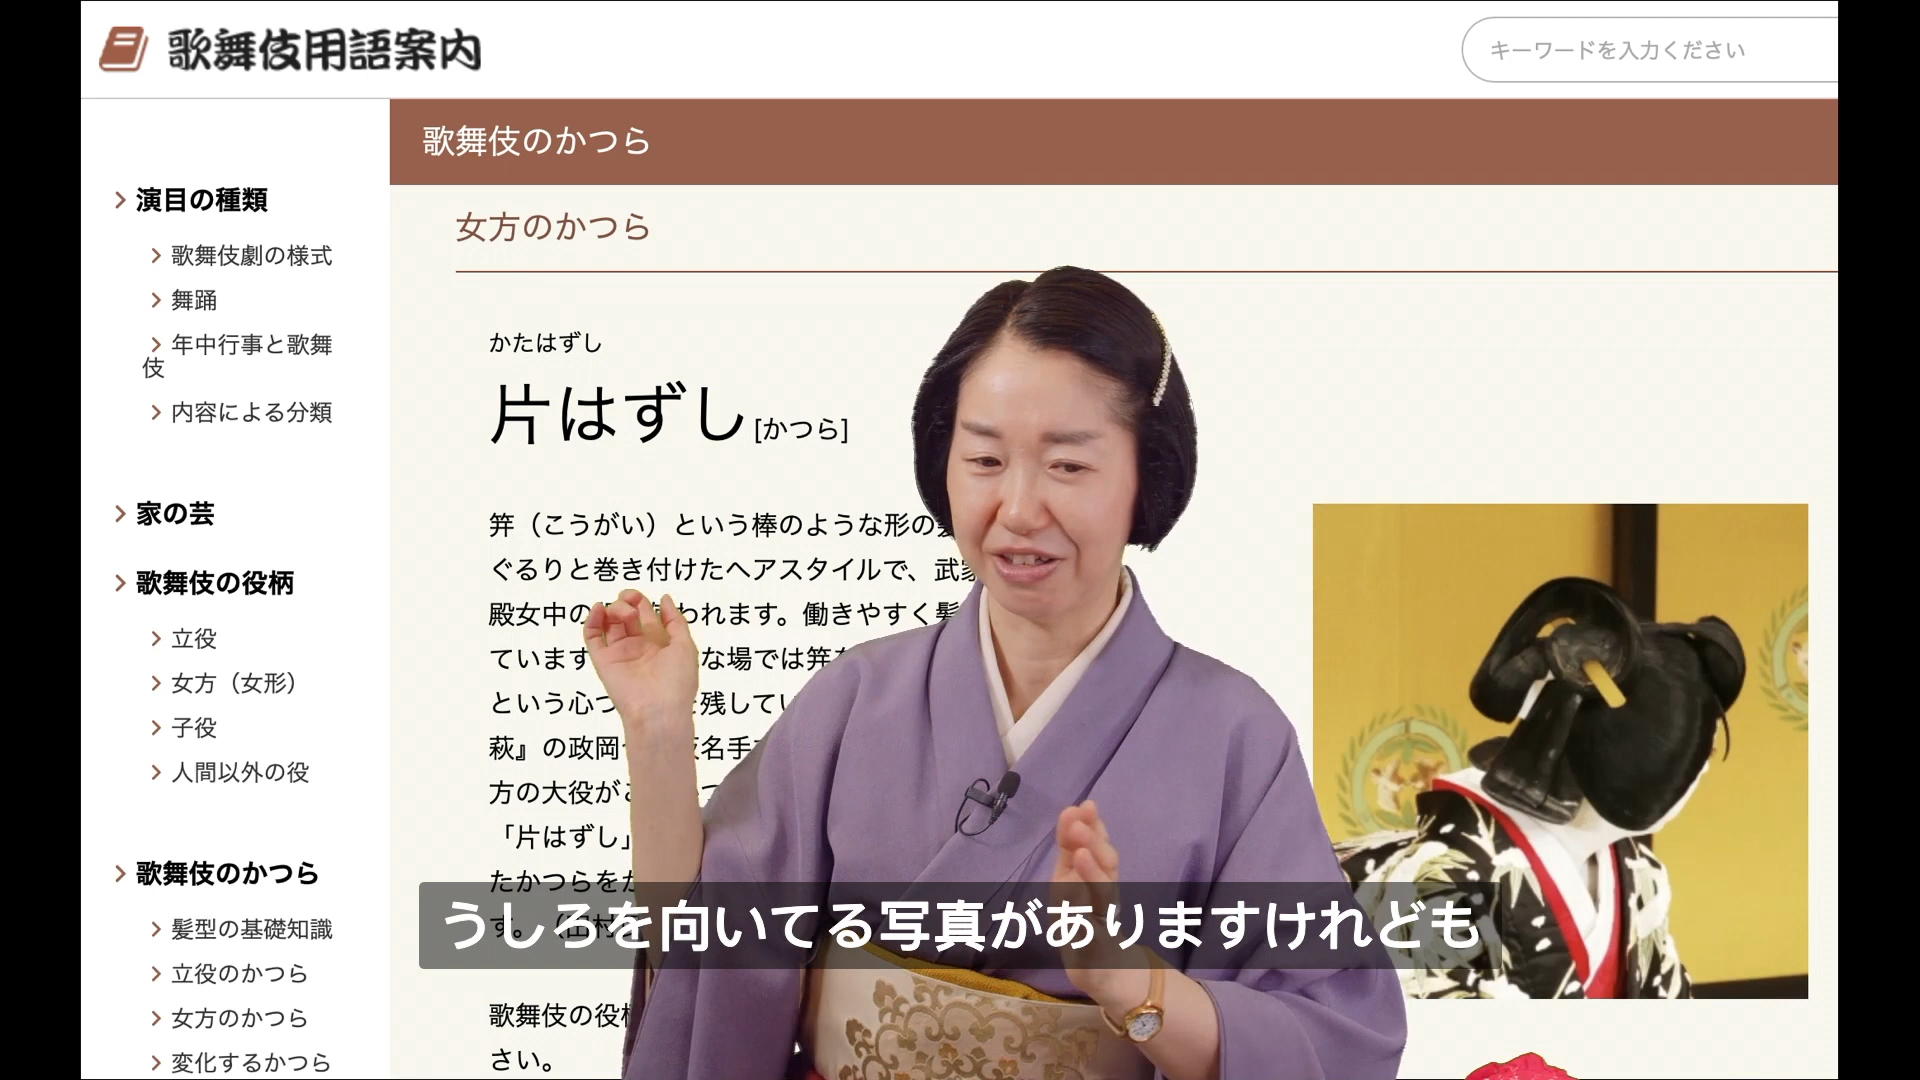 歌舞伎用語案内
キーワードを入力ください
演目の種類
歌舞伎劇の様式
舞踊
年中行事と歌舞
伎
内容による分類
家の芸
歌舞伎の役柄
立役
女方（女形）
子役
人間以外の役
歌舞伎のかつら
髪型の基礎知識
立役のかつら
女方のかつら
変化するかつら
歌舞伎のかつら
女方のかつら
かたはずし
片はずし[かつら]
笄（こうがい）という棒のような形の
ぐるりと巻き付けたヘアスタイルで、武家
殿女中の われます。働きやすく髪
ています な場では笄
という心 を残してい
萩』の政岡 名手
方の大役が
「片はずし」
たかつらを
す。
うしろを向いてる写真がありますけれども
歌舞伎の役柄
さい。